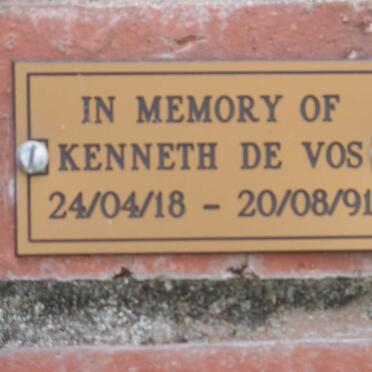 IN MEMORY OF
KENNETH DE VOS
24/04/18 - 20/08/91